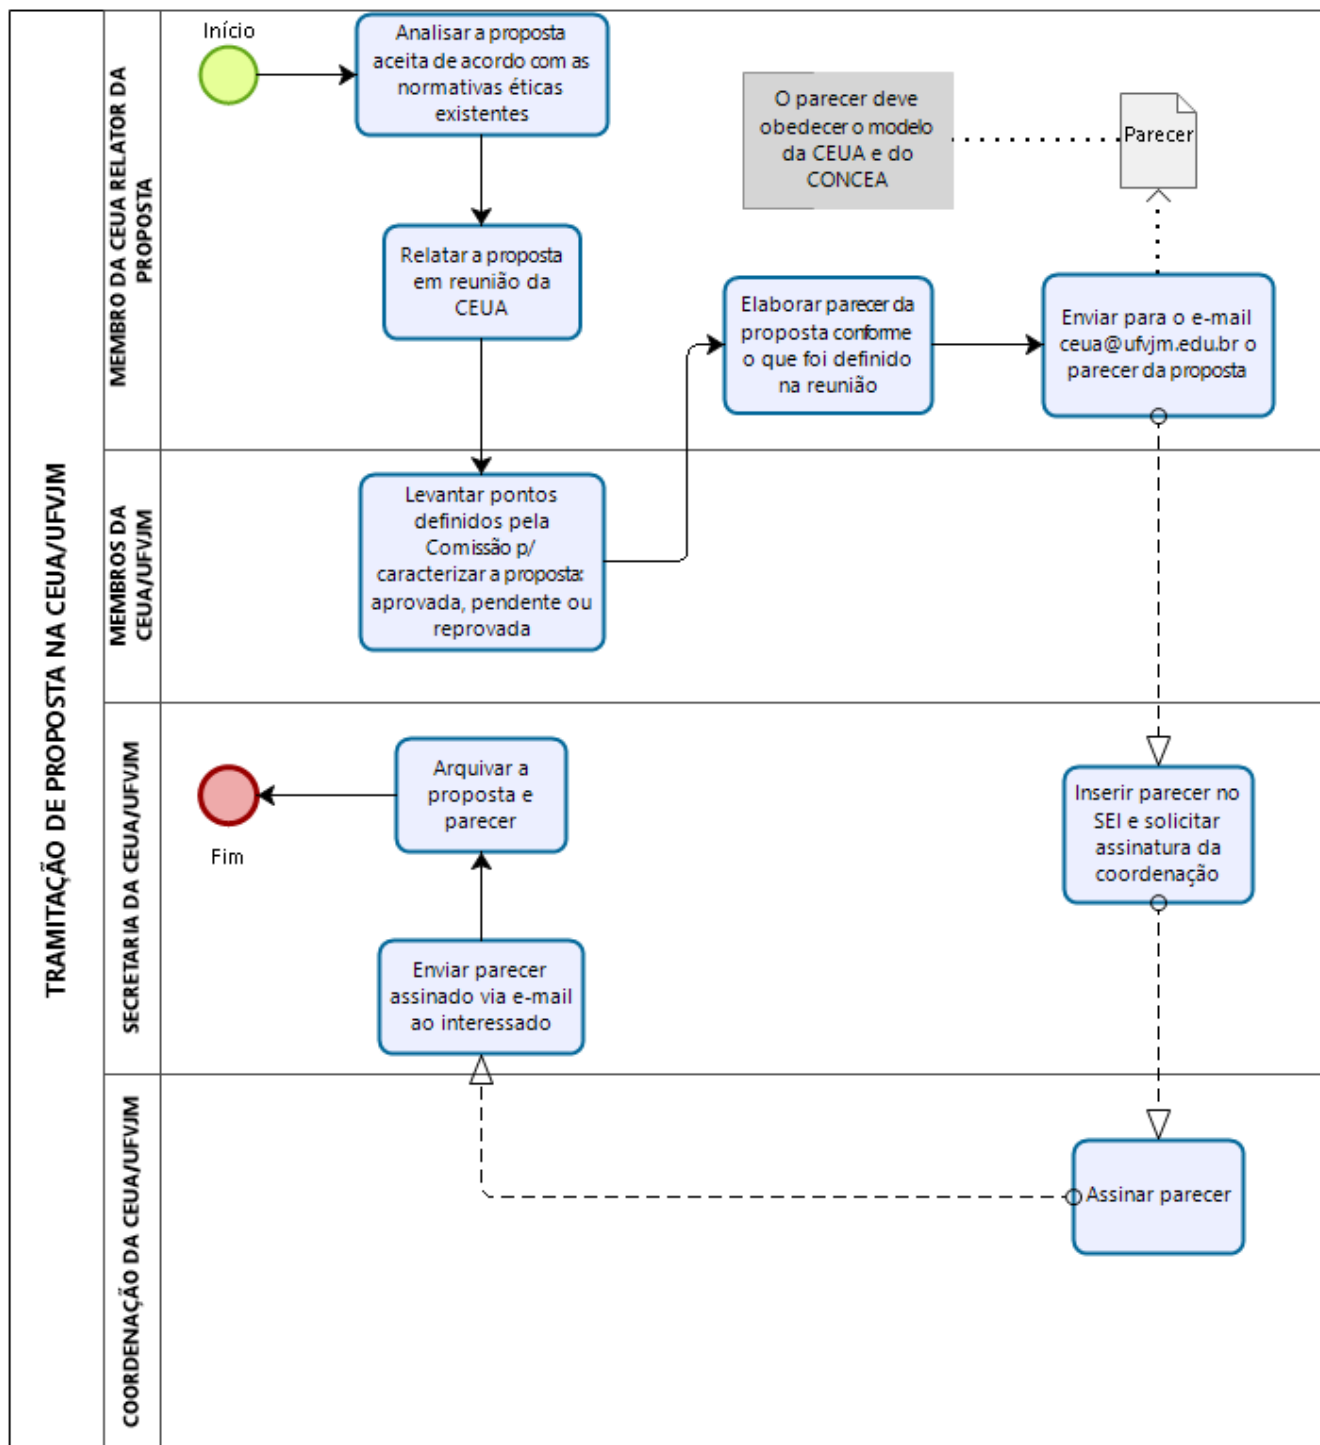 TRAMITAÇÃO DE PROPOSTA NA CEUA/UFVJM
MEMBRO DA CEUA RELATOR DA
PROPOSTA
Início
Analisar a proposta
aceita de acordo com as
normativas éticas
existentes
Relatar a proposta
em reunião da
CEUA
O parecer deve
obedecer o modelo
da CEUA e do
CONCEA
Parecer
Elaborar parecer da
proposta conforme
o que foi definido
na reunião
Enviar para o e-mail
ceua@ufvjm.edu.br o
parecer da proposta
MEMBROS DA
CEUA/UFVJM
Levantar pontos
definidos pela
Comissão p/
caracterizar a proposta:
aprovada, pendente ou
reprovada
SECRETARIA DA CEUA/UFVJM
Fim
Arquivar a
proposta e
parecer
Inserir parecer no
SEI e solicitar
assinatura da
coordenação
Enviar parecer
assinado via e-mail
ao interessado
COORDENAÇÃO DA CEUA/UFVJM
Assinar parecer